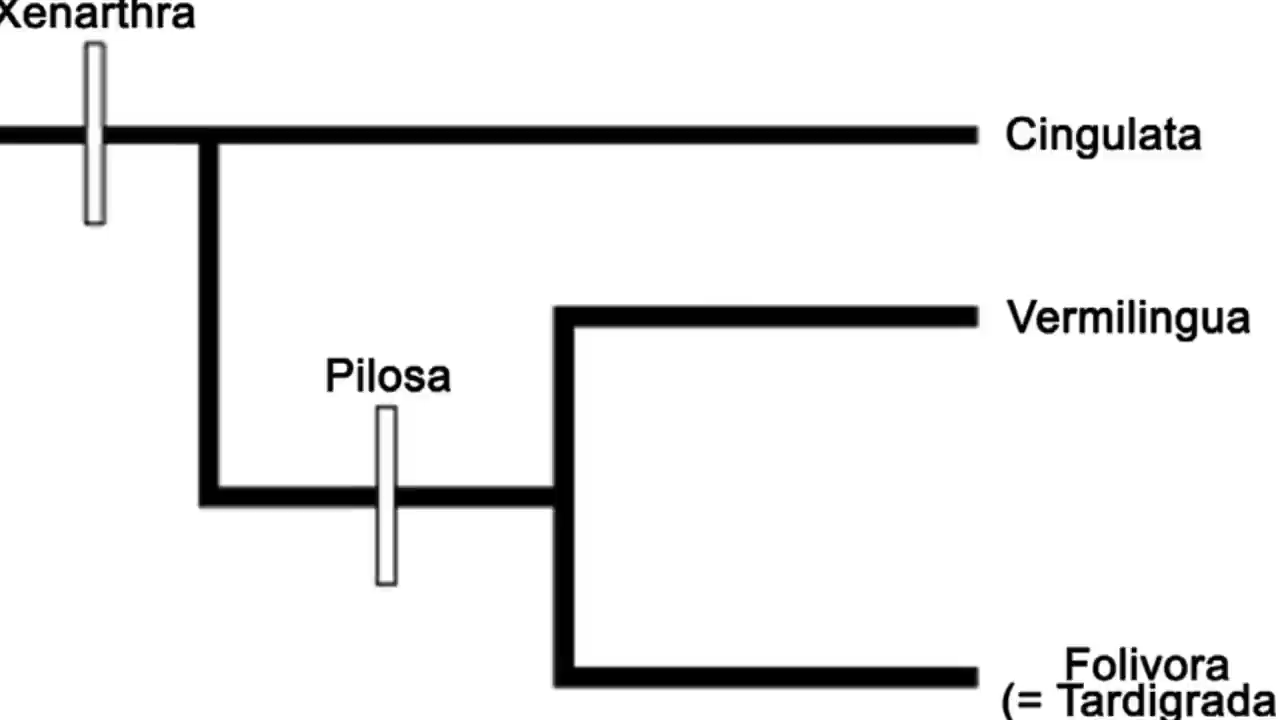 Xenarthra
Cingulata
Vermilingua
Pilosa
Folivora
(= Tardigrada